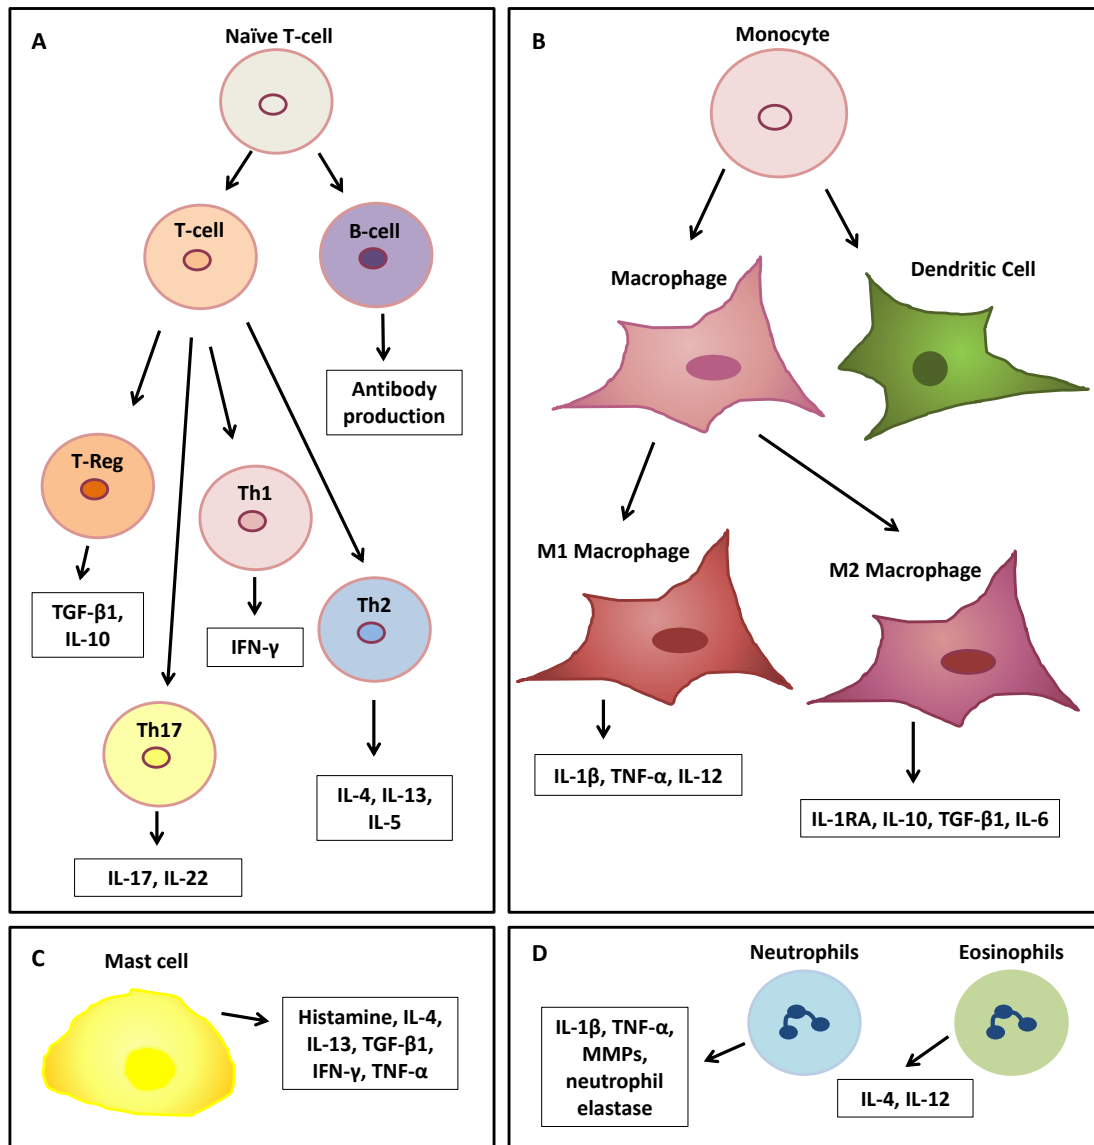 A
Naïve T-cell
T-cell
B-cell
Antibody
production
T-Reg
Th1
TGF-β1,
IL-10
IFN-γ
Th2
Th17
IL-4, IL-13,
IL-5
IL-17, IL-22
B
Monocyte
Macrophage
Dendritic Cell
M1 Macrophage
M2 Macrophage
IL-1β, TNF-α, IL-12
IL-1RA, IL-10, TGF-β1, IL-6
C
Mast cell
Histamine, IL-4,
IL-13, TGF-β1,
IFN-γ, TNF-α
D
Neutrophils
Eosinophils
IL-1β, TNF-α,
MMPs,
neutrophil
elastase
IL-4, IL-12